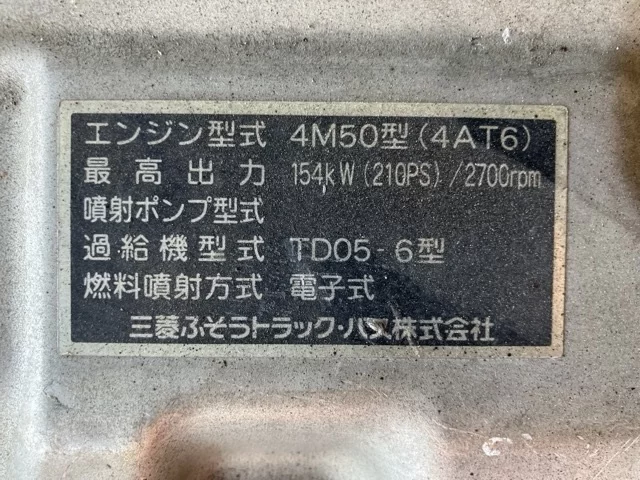 エンジン型式 4M50型(4AT6)
最高出力 154kW(210PS)/2700rpm
噴射ポンプ型式
過給機型式 TD05-6型
燃料噴射方式 電子式
三菱ふそうトラック・バス株式会社